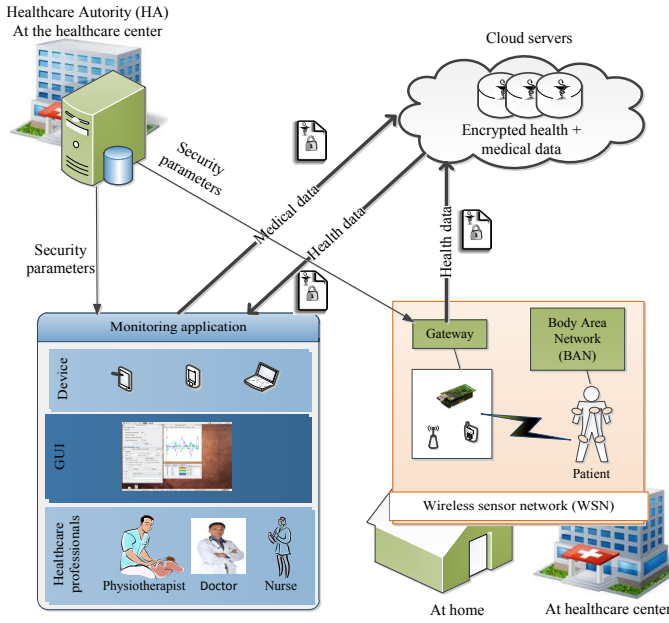 Healthcare Autority (HA)
At the healthcare center
Cloud servers
Encrypted health +
medical data
Security
parameters
Medical data
Health data
Health data
Security
parameters
Monitoring application
Device
GUI
Healthcare
professionals
Physiotherapist
Doctor
Nurse
Gateway
Body Area
Network
(BAN)
Patient
Wireless sensor network (WSN)
At home
At healthcare center